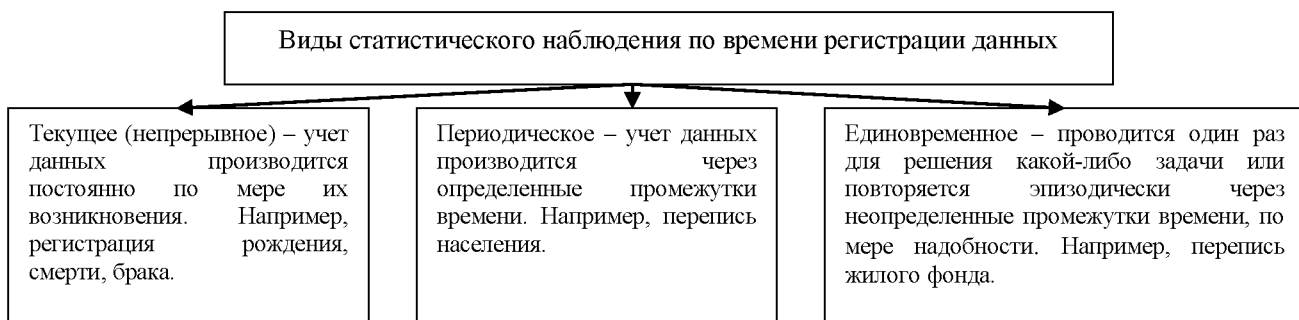 Виды статистического наблюдения по времени регистрации данных
Текущее (непрерывное) – учет
данных производится
постоянно по мере их
возникновения. Например,
регистрация рождения,
смерти, брака.
Периодическое – учет данных
производится через
определенные промежутки
времени. Например, перепись
населения.
Единовременное – проводится один раз
для решения какой-либо задачи или
повторяется эпизодически через
неопределенные промежутки времени, по
мере надобности. Например, перепись
жилого фонда.